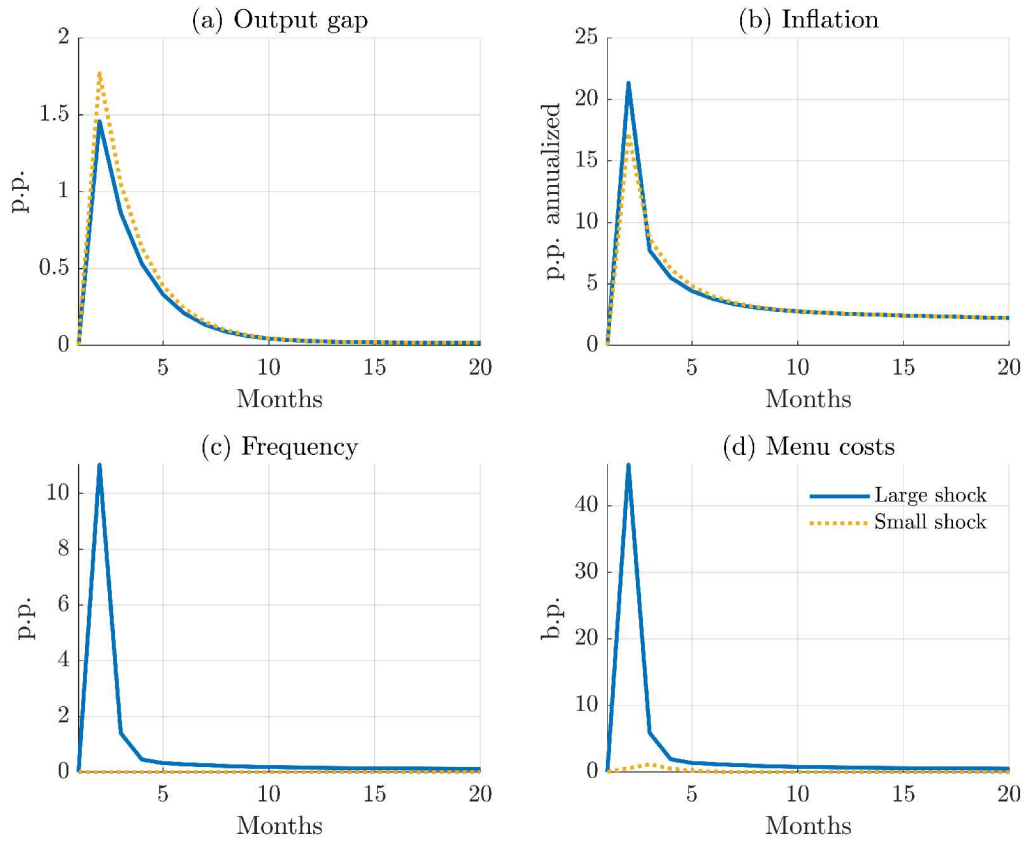 (a) Output gap
2
1.5
1
0.5
0
p.p.
5
10
15
20
Months
(b) Inflation
25
20
15
10
5
0
p.p. annualized
5
10
15
20
Months
(c) Frequency
10
8
6
4
2
0
p.p.
5
10
15
20
Months
(d) Menu costs
40
30
20
10
0
b.p.
Large shock
Small shock
5
10
15
20
Months